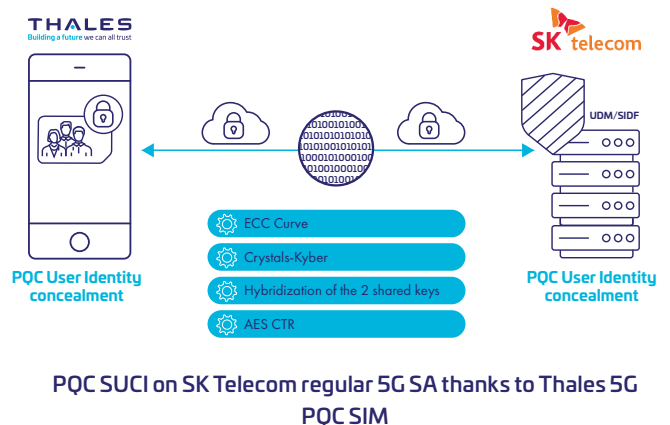 THALES
Building a future we can all trust
SK telecom
UDM/SIDF
PQC User Identity
concealment
ECC Curve
Crystals-Kyber
Hybridization of the 2 shared keys
AES CTR
PQC User Identity
concealment
PQC SUCI on SK Telecom regular 5G SA thanks to Thales 5G
PQC SIM